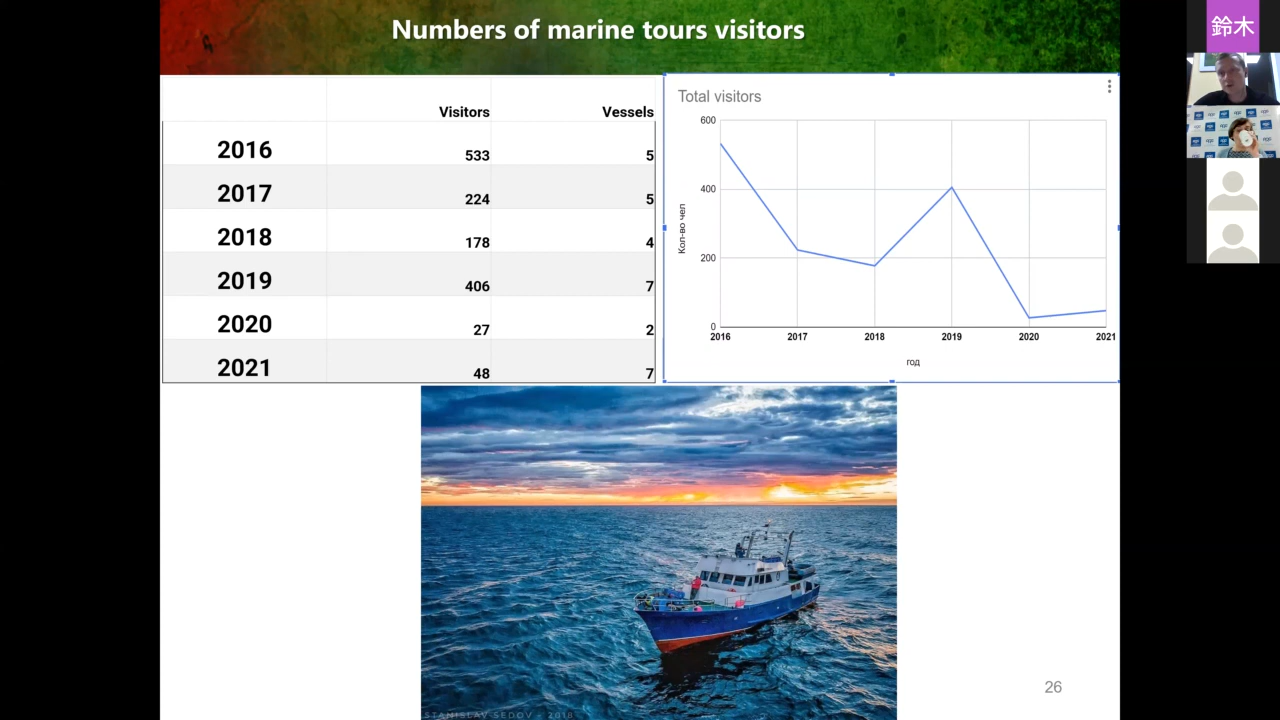 Numbers of marine tours visitors
Visitors Vessels
2016 533 5
2017 224 5
2018 178 4
2019 406 7
2020 27 2
2021 48 7
Total visitors
600
400
200
0
Кол-во чел
2016 2017 2018 2019 2020 2021
год
STANISLAV SEDOV - 2018
26
鈴木